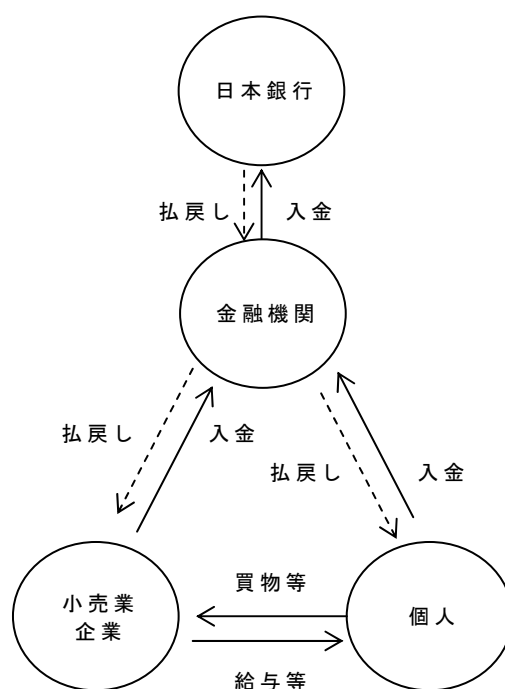 日本銀行
払戻し
入金
金融機関
払戻し
入金
払戻し
入金
小売業
企業
買物等
個人
給与等